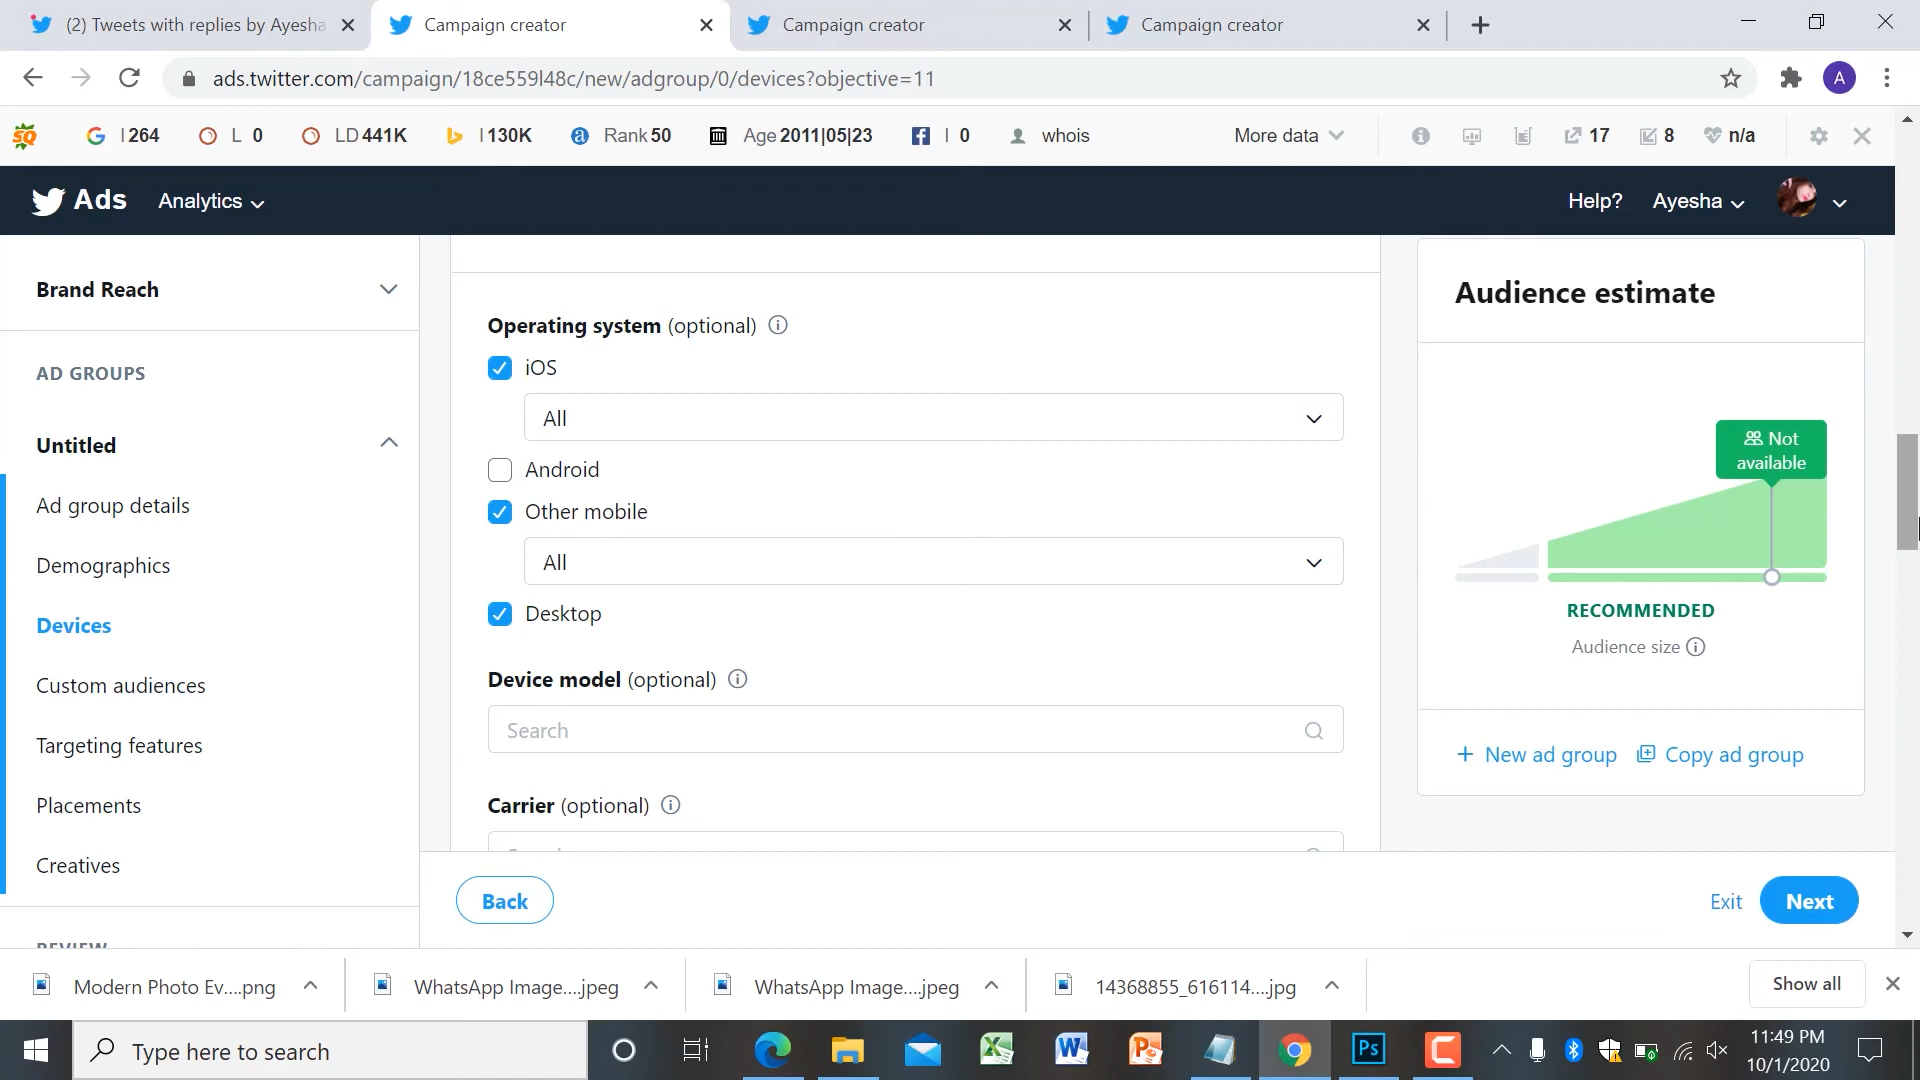 (2) Tweets with replies by Ayesha
Campaign creator
Campaign creator
Campaign creator
ads.twitter.com/campaign/18ce559l48c/new/adgroup/0/devices?objective=11
SQ
I 264
L 0
LD 441K
I 130K
Rank 50
Age 2011|05|23
I 0
whois
More data
17
8
n/a
A
Ads
Analytics
Help?
Ayesha
Brand Reach
AD GROUPS
Untitled
Ad group details
Demographics
Devices
Custom audiences
Targeting features
Placements
Creatives
REVIEW
Operating system (optional)
iOS
All
Android
Other mobile
All
Desktop
Device model (optional)
Search
Carrier (optional)
Back
Exit
Next
Audience estimate
Not
available
RECOMMENDED
Audience size
+ New ad group
Copy ad group
Modern Photo Ev....png
WhatsApp Image....jpeg
WhatsApp Image....jpeg
14368855_616114....jpg
Show all
Type here to search
Ps
11:49 PM
10/1/2020